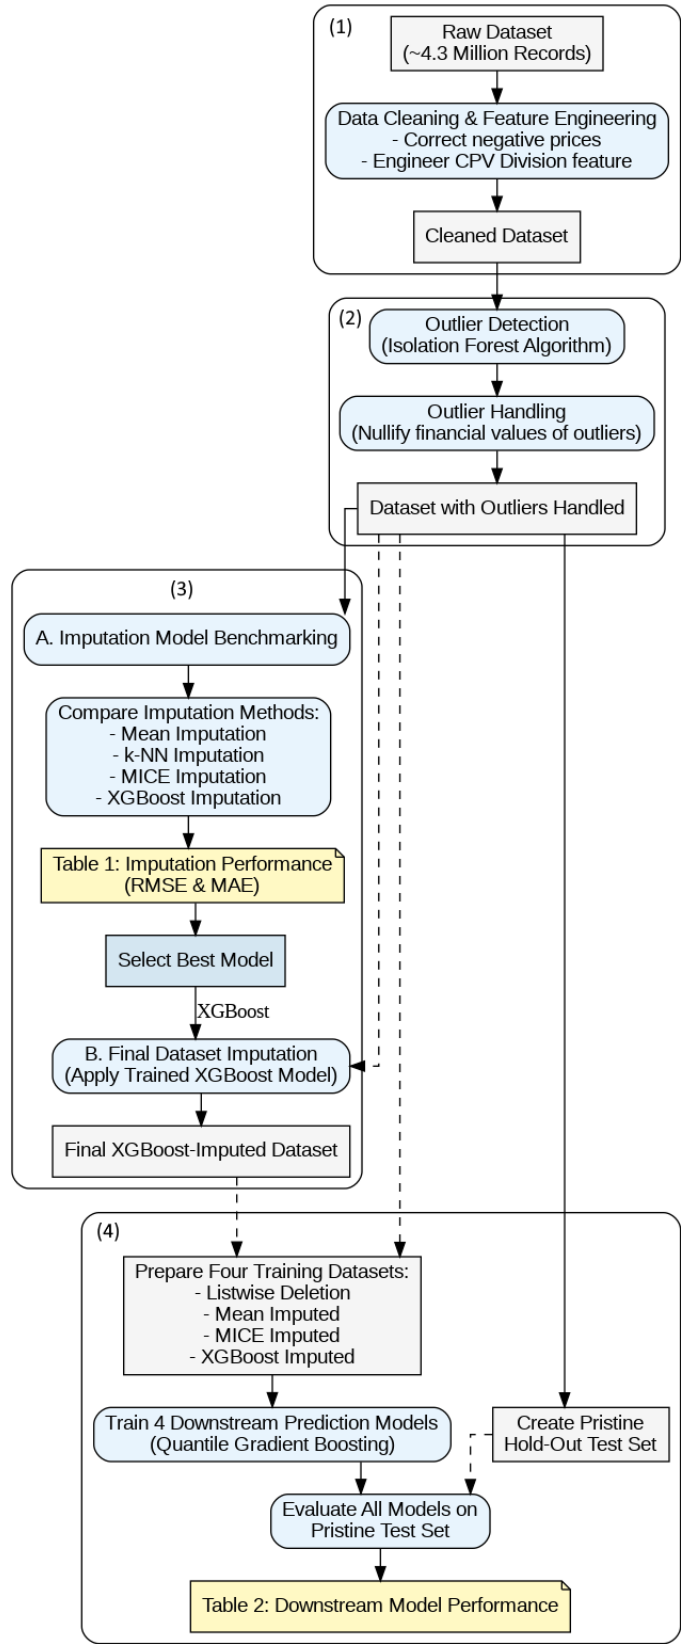 (1)
Raw Dataset
(~4.3 Million Records)
Data Cleaning & Feature Engineering
- Correct negative prices
- Engineer CPV Division feature
Cleaned Dataset
(2)
Outlier Detection
(Isolation Forest Algorithm)
Outlier Handling
(Nullify financial values of outliers)
Dataset with Outliers Handled
(3)
A. Imputation Model Benchmarking
Compare Imputation Methods:
- Mean Imputation
- k-NN Imputation
- MICE Imputation
- XGBoost Imputation
Table 1: Imputation Performance
(RMSE & MAE)
Select Best Model
XGBoost
B. Final Dataset Imputation
(Apply Trained XGBoost Model)
Final XGBoost-Imputed Dataset
(4)
Prepare Four Training Datasets:
- Listwise Deletion
- Mean Imputed
- MICE Imputed
- XGBoost Imputed
Train 4 Downstream Prediction Models
(Quantile Gradient Boosting)
Create Pristine
Hold-Out Test Set
Evaluate All Models on
Pristine Test Set
Table 2: Downstream Model Performance